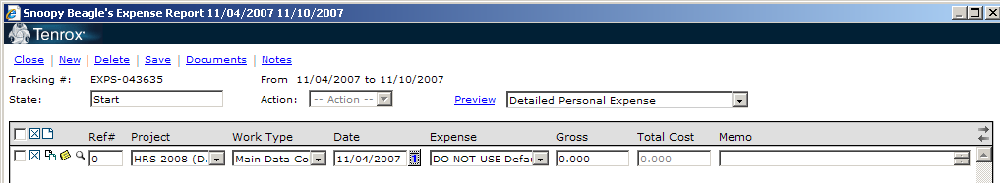 Snoopy Beagle's Expense Report 11/04/2007 11/10/2007
Tenrox
Close | New | Delete | Save | Documents | Notes
Tracking #: EXPS-043635 From 11/04/2007 to 11/10/2007
State: Start Action: -- Action -- Preview Detailed Personal Expense
Ref# Project Work Type Date Expense Gross Total Cost Memo
0 HRS 2008 (D. Main Data Co 11/04/2007 1 DO NOT USE Defau 0.000 0.000